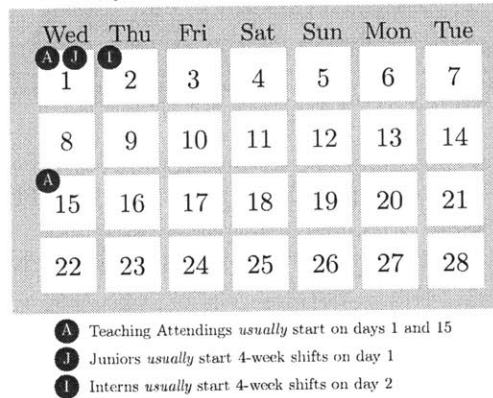 Wed Thu Fri Sat Sun Mon Tue
A J I
1 2 3 4 5 6 7
8 9 10 11 12 13 14
A
15 16 17 18 19 20 21
22 23 24 25 26 27 28
A Teaching Attendings usually start on days 1 and 15
J Juniors usually start 4-week shifts on day 1
I Interns usually start 4-week shifts on day 2